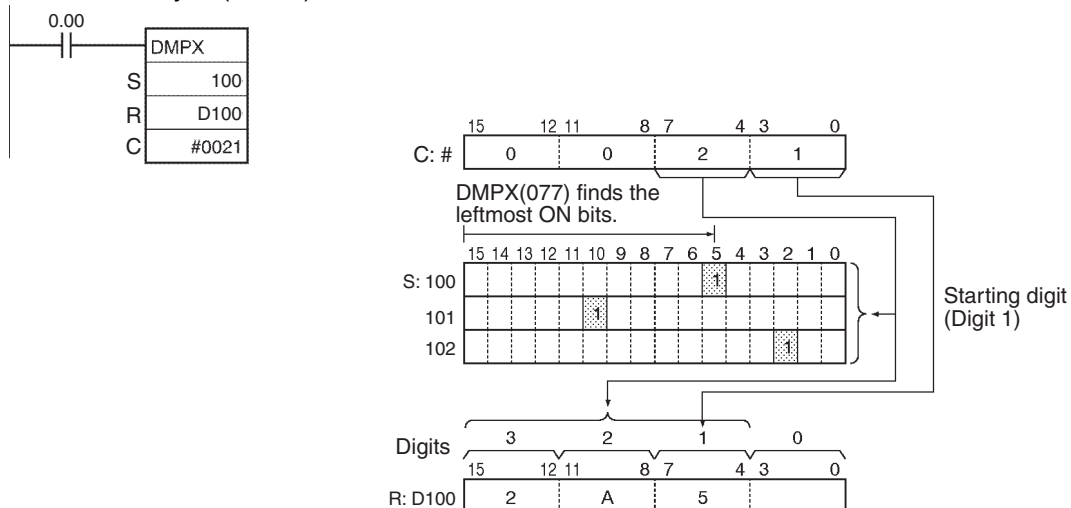 0.00
DMPX
S 100
R D100
C #0021
15 12 11 8 7 4 3 0
C: # 0 0 2 1
DMPX(077) finds the
leftmost ON bits.
15 14 13 12 11 10 9 8 7 6 5 4 3 2 1 0
S: 100 1
101 1
102 1
Starting digit
(Digit 1)
Digits 3 2 1 0
15 12 11 8 7 4 3 0
R: D100 2 A 5